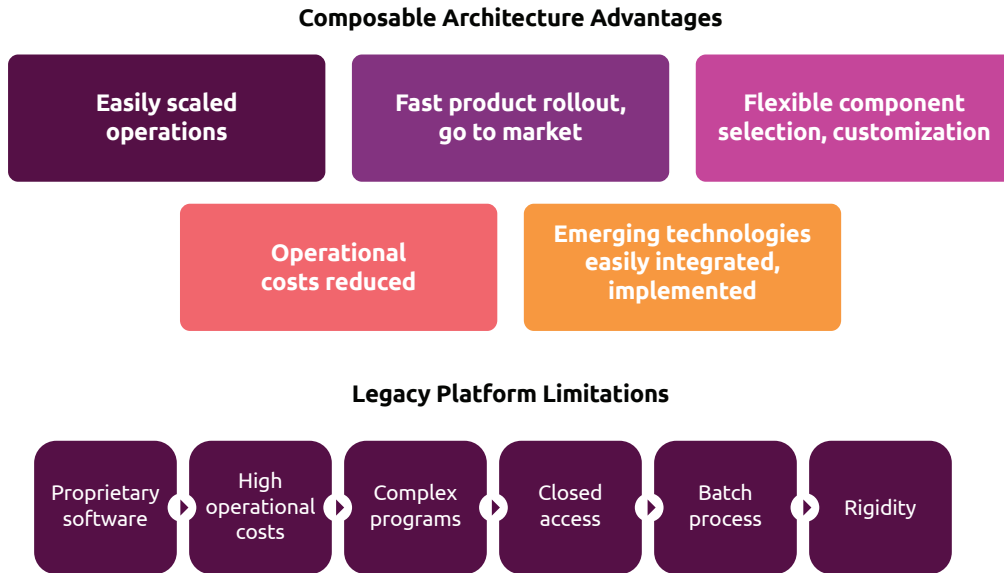 Composable Architecture Advantages
Easily scaled
operations
Fast product rollout,
go to market
Flexible component
selection, customization
Operational
costs reduced
Emerging technologies
easily integrated,
implemented
Legacy Platform Limitations
Proprietary
software
High
operational
costs
Complex
programs
Closed
access
Batch
process
Rigidity